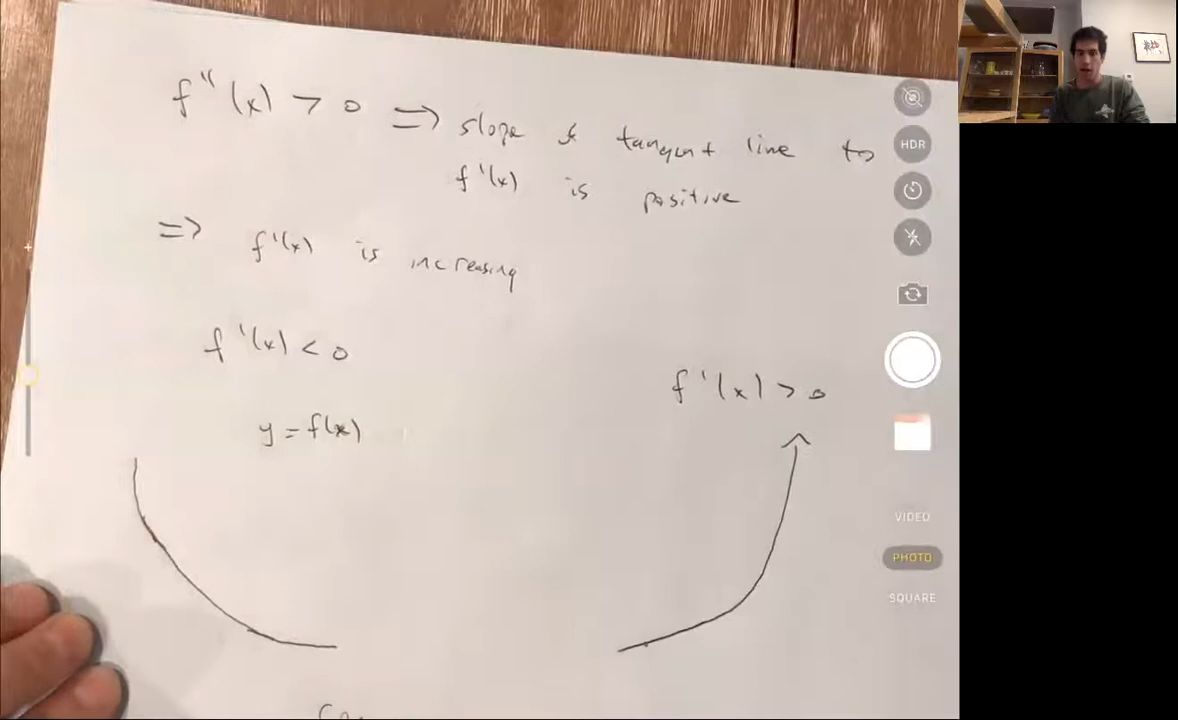 f''(x) > 0 => slope of tangent line to
f'(x) is positive
=> f'(x) is increasing
f'(x) < 0
f'(x) > 0
y = f(x)
HDR
VIDEO
PHOTO
SQUARE